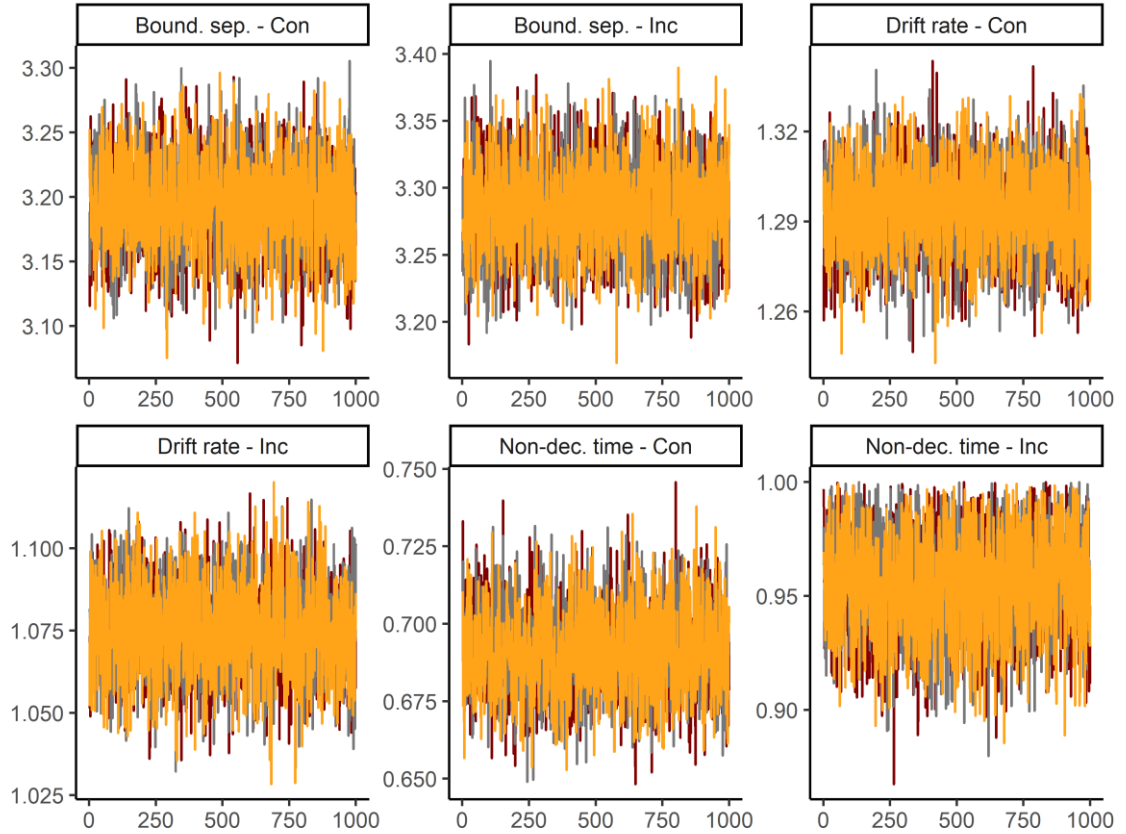 Bound. sep. - Con
Bound. sep. - Inc
Drift rate - Con
3.30
3.25
3.20
3.15
3.10
3.40
3.35
3.30
3.25
3.20
1.32
1.29
1.26
0 250 500 750 1000
0 250 500 750 1000
0 250 500 750 1000
Drift rate - Inc
Non-dec. time - Con
Non-dec. time - Inc
1.100
1.075
1.050
1.025
0.750
0.725
0.700
0.675
0.650
1.00
0.95
0.90
0 250 500 750 1000
0 250 500 750 1000
0 250 500 750 1000